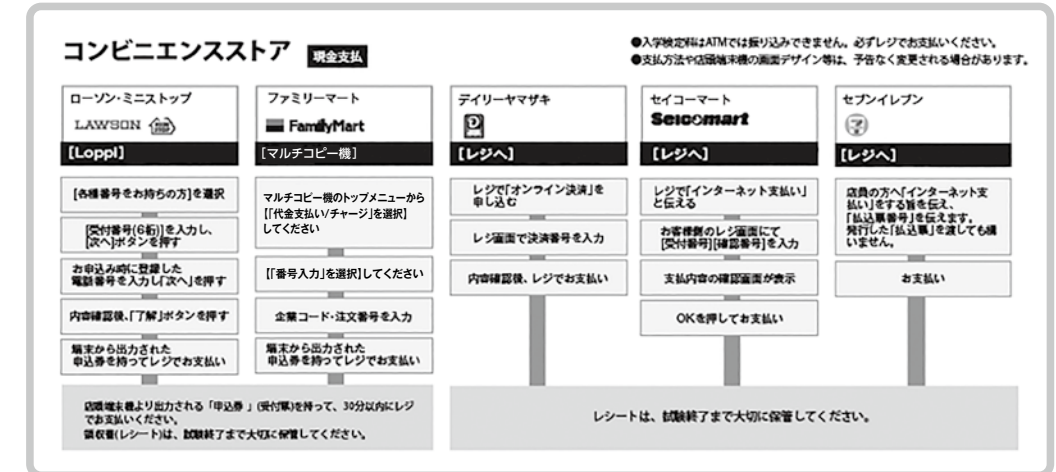 コンビニエンスストア 現金支払
●入学検定料はATMでは振り込みできません。必ずレジでお支払いください。
●支払方法や店頭端末機の画面デザイン等は、予告なく変更される場合があります。
ローソン・ミニストップ
LAWSON
[Loppi]
[各種番号をお持ちの方]を選択
[受付番号(6桁)]を入力し、
[次へ]ボタンを押す
お申込み時に登録した
電話番号を入力し｢次へ｣を押す
内容確認後、｢了解｣ボタンを押す
端末から出力された
申込券を持ってレジでお支払い
ファミリーマート
FamilyMart
[マルチコピー機]
マルチコピー機のトップメニューから
[｢代金支払い/チャージ｣を選択]
してください
[｢番号入力｣を選択]してください
企業コード・注文番号を入力
端末から出力された
申込券を持ってレジでお支払い
店頭端末機より出力される「申込券 」(受付票)を持って、30分以内にレジ
でお支払いください。
領収書(レシート)は、試験終了まで大切に保管してください。
デイリーヤマザキ
[レジへ]
レジで｢オンライン決済｣を
申し込む
レジ画面で決済番号を入力
内容確認後、レジでお支払い
セイコーマート
Seicomart
[レジへ]
レジで｢インターネット支払い｣
と伝える
お客様側のレジ画面にて
[受付番号][確認番号]を入力
支払内容の確認画面が表示
OKを押してお支払い
セブンイレブン
[レジへ]
店員の方へ｢インターネット支
払い｣をする旨を伝え、
｢払込票番号｣を伝えます。
発行した｢払込票｣を渡しても構
いません。
お支払い
レシートは、試験終了まで大切に保管してください。